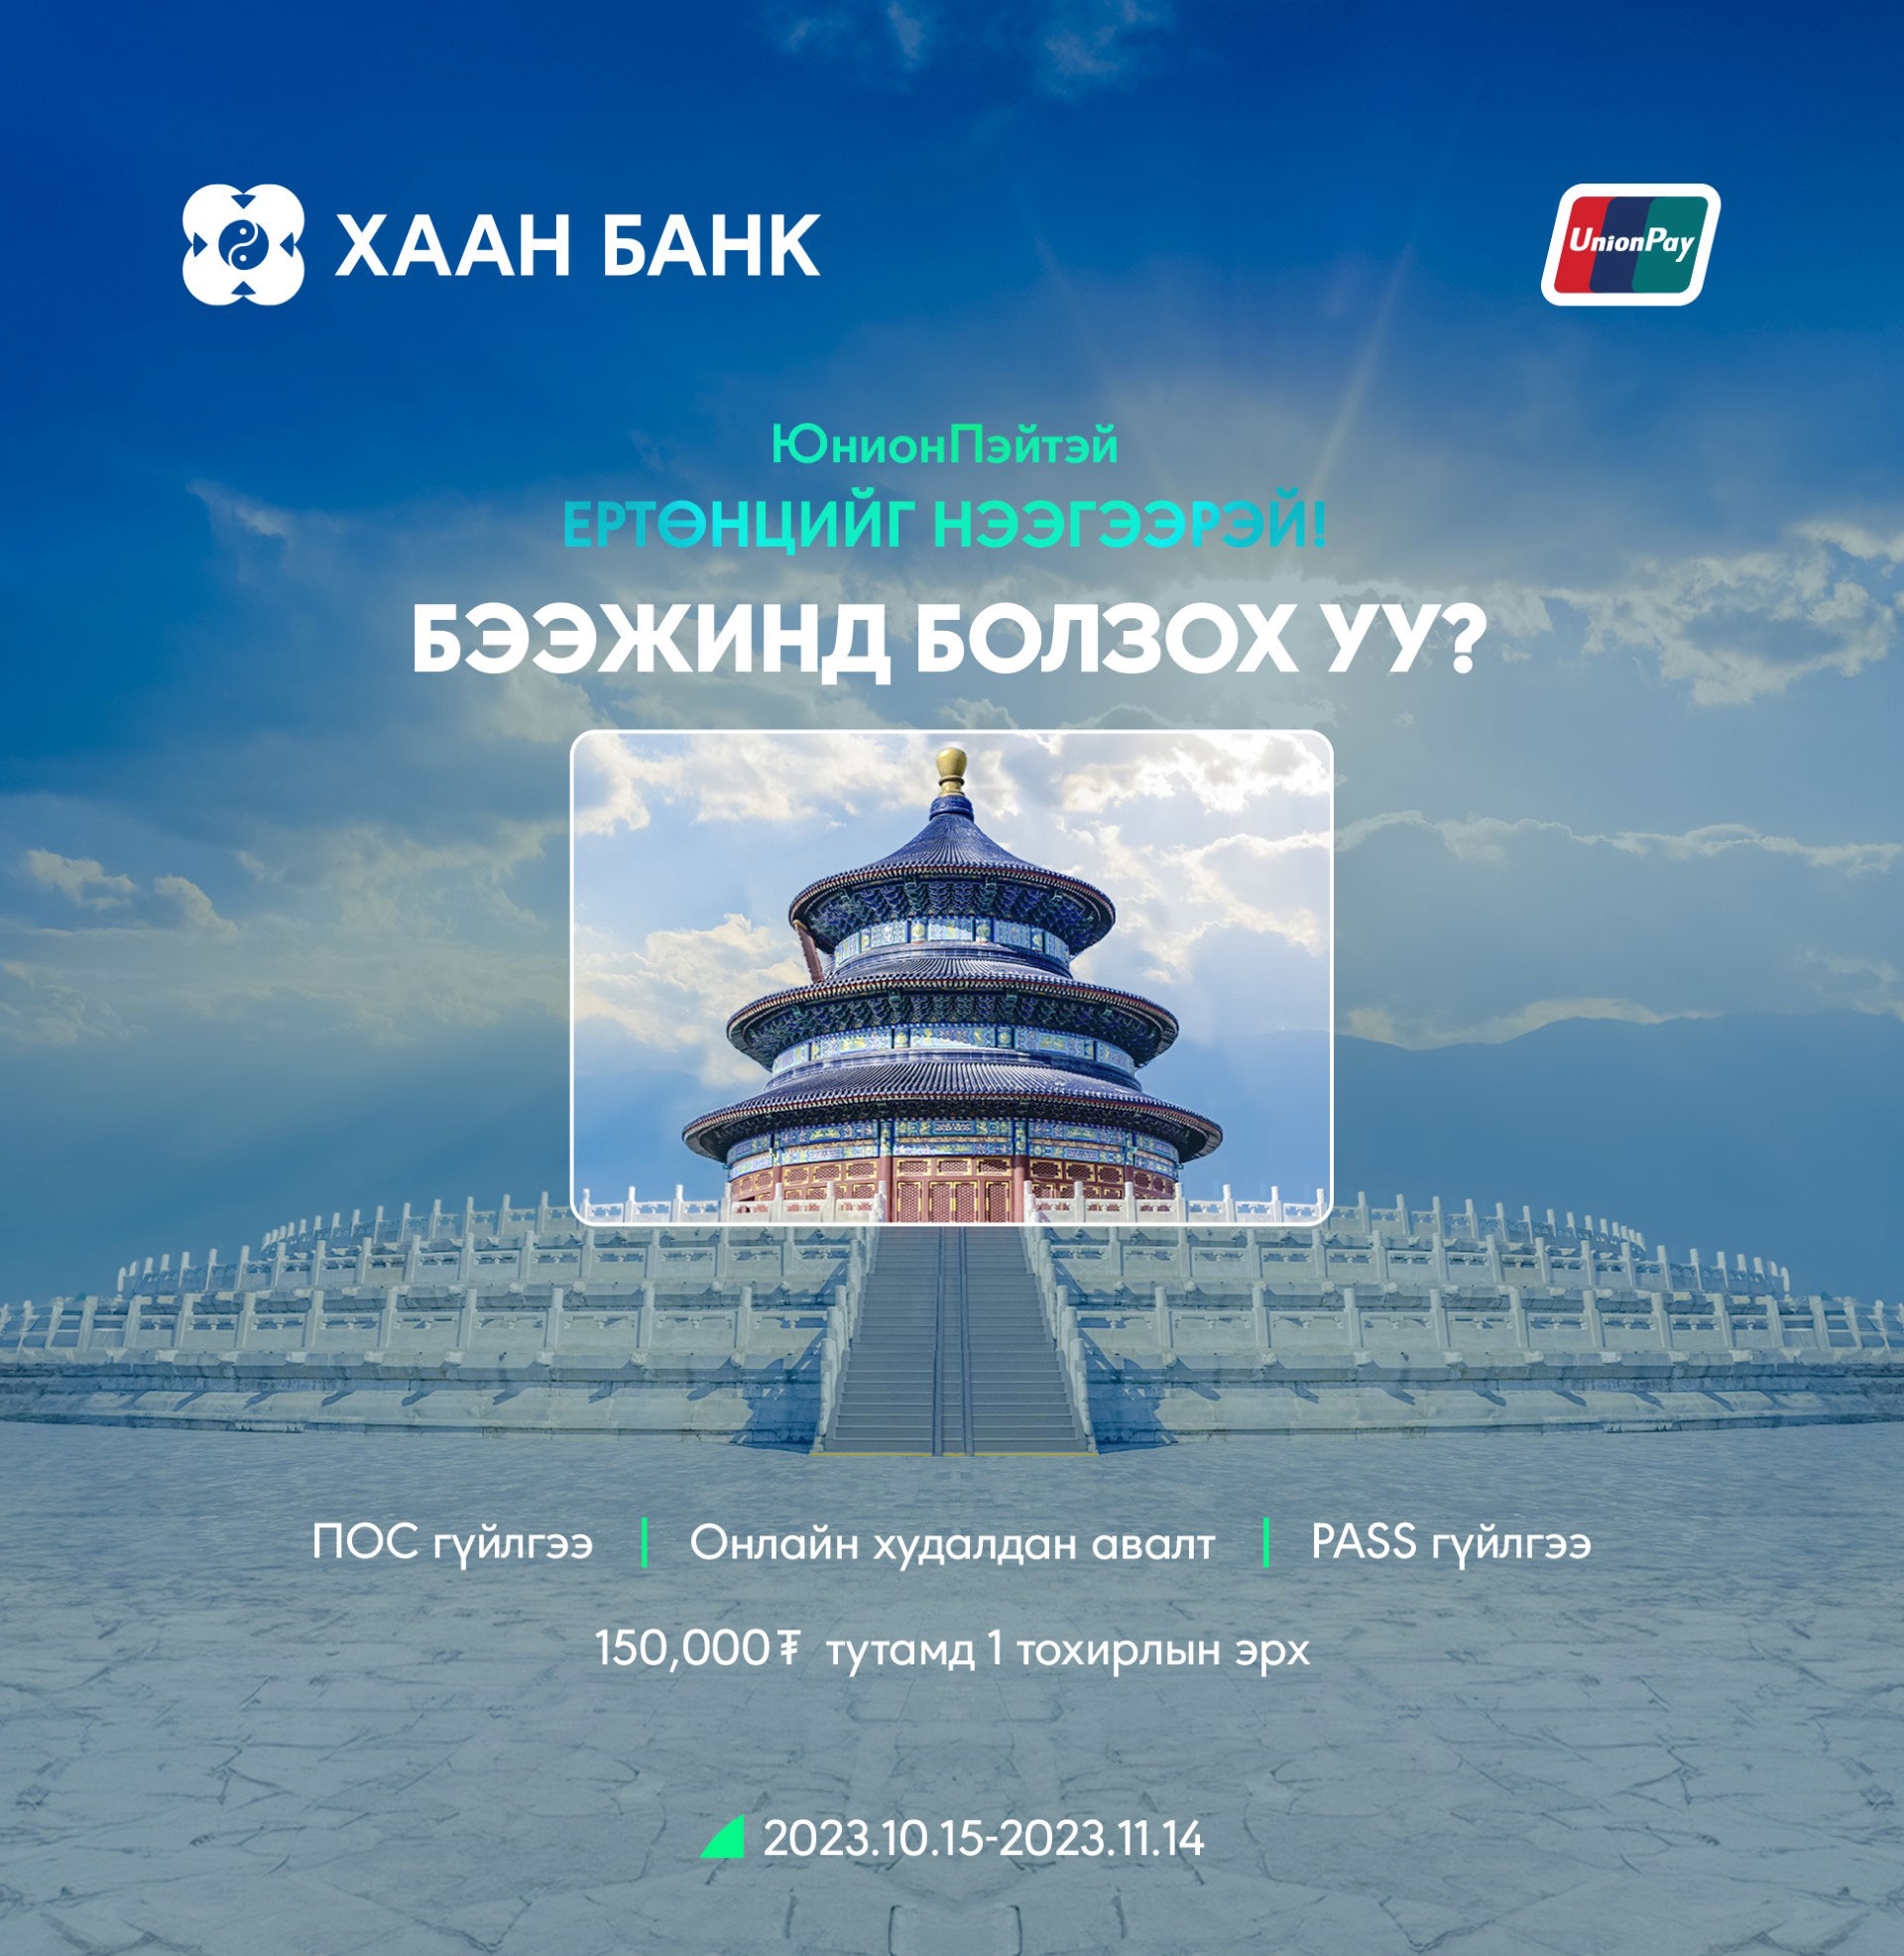 ХААН БАНК
UnionPay
ЮнионПэйтэй
ЕРТӨНЦИЙГ НЭЭГЭЭРЭЙ!
БЭЭЖИНД БОЛЗОХ УУ?
ПОС гүйлгээ | Онлайн худалдан авалт | PASS гүйлгээ
150,000₮ тутамд 1 тохирлын эрх
2023.10.15-2023.11.14